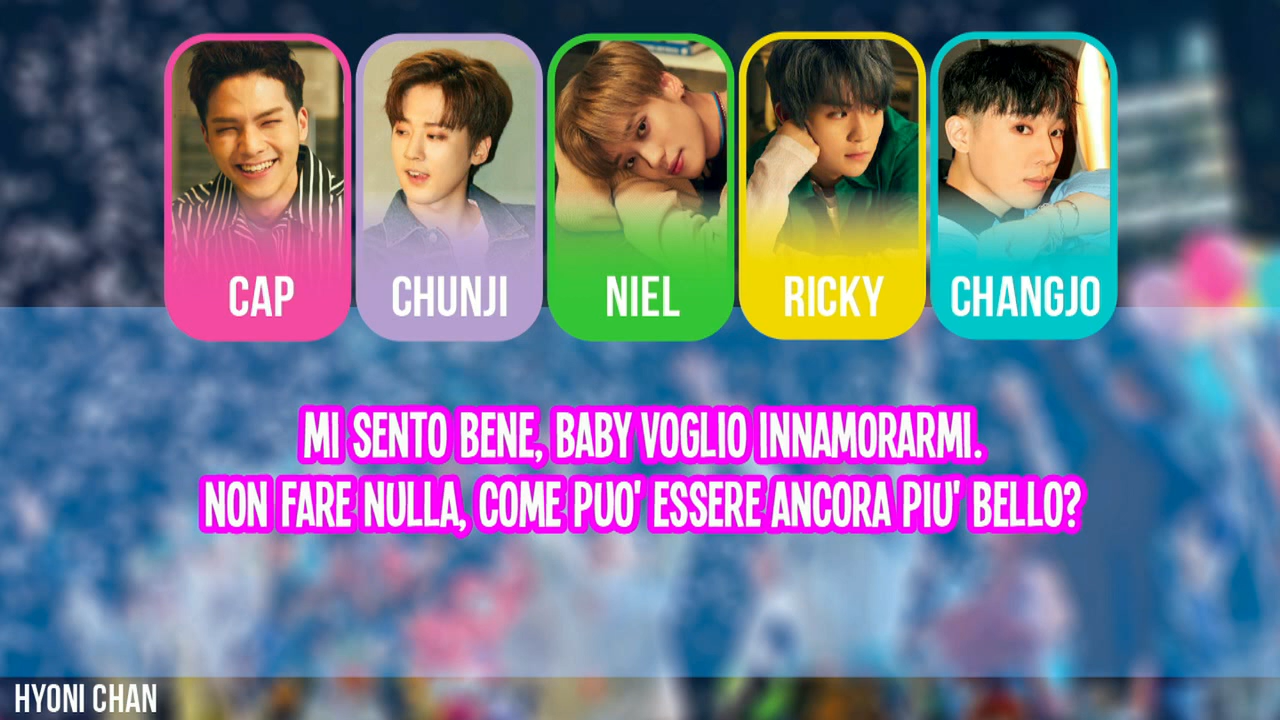 CAP
CHUNJI
NIEL
RICKY
CHANGJO
MI SENTO BENE, BABY VOGLIO INNAMORARMI.
NON FARE NULLA, COME PUO' ESSERE ANCORA PIU' BELLO?
HYONI CHAN